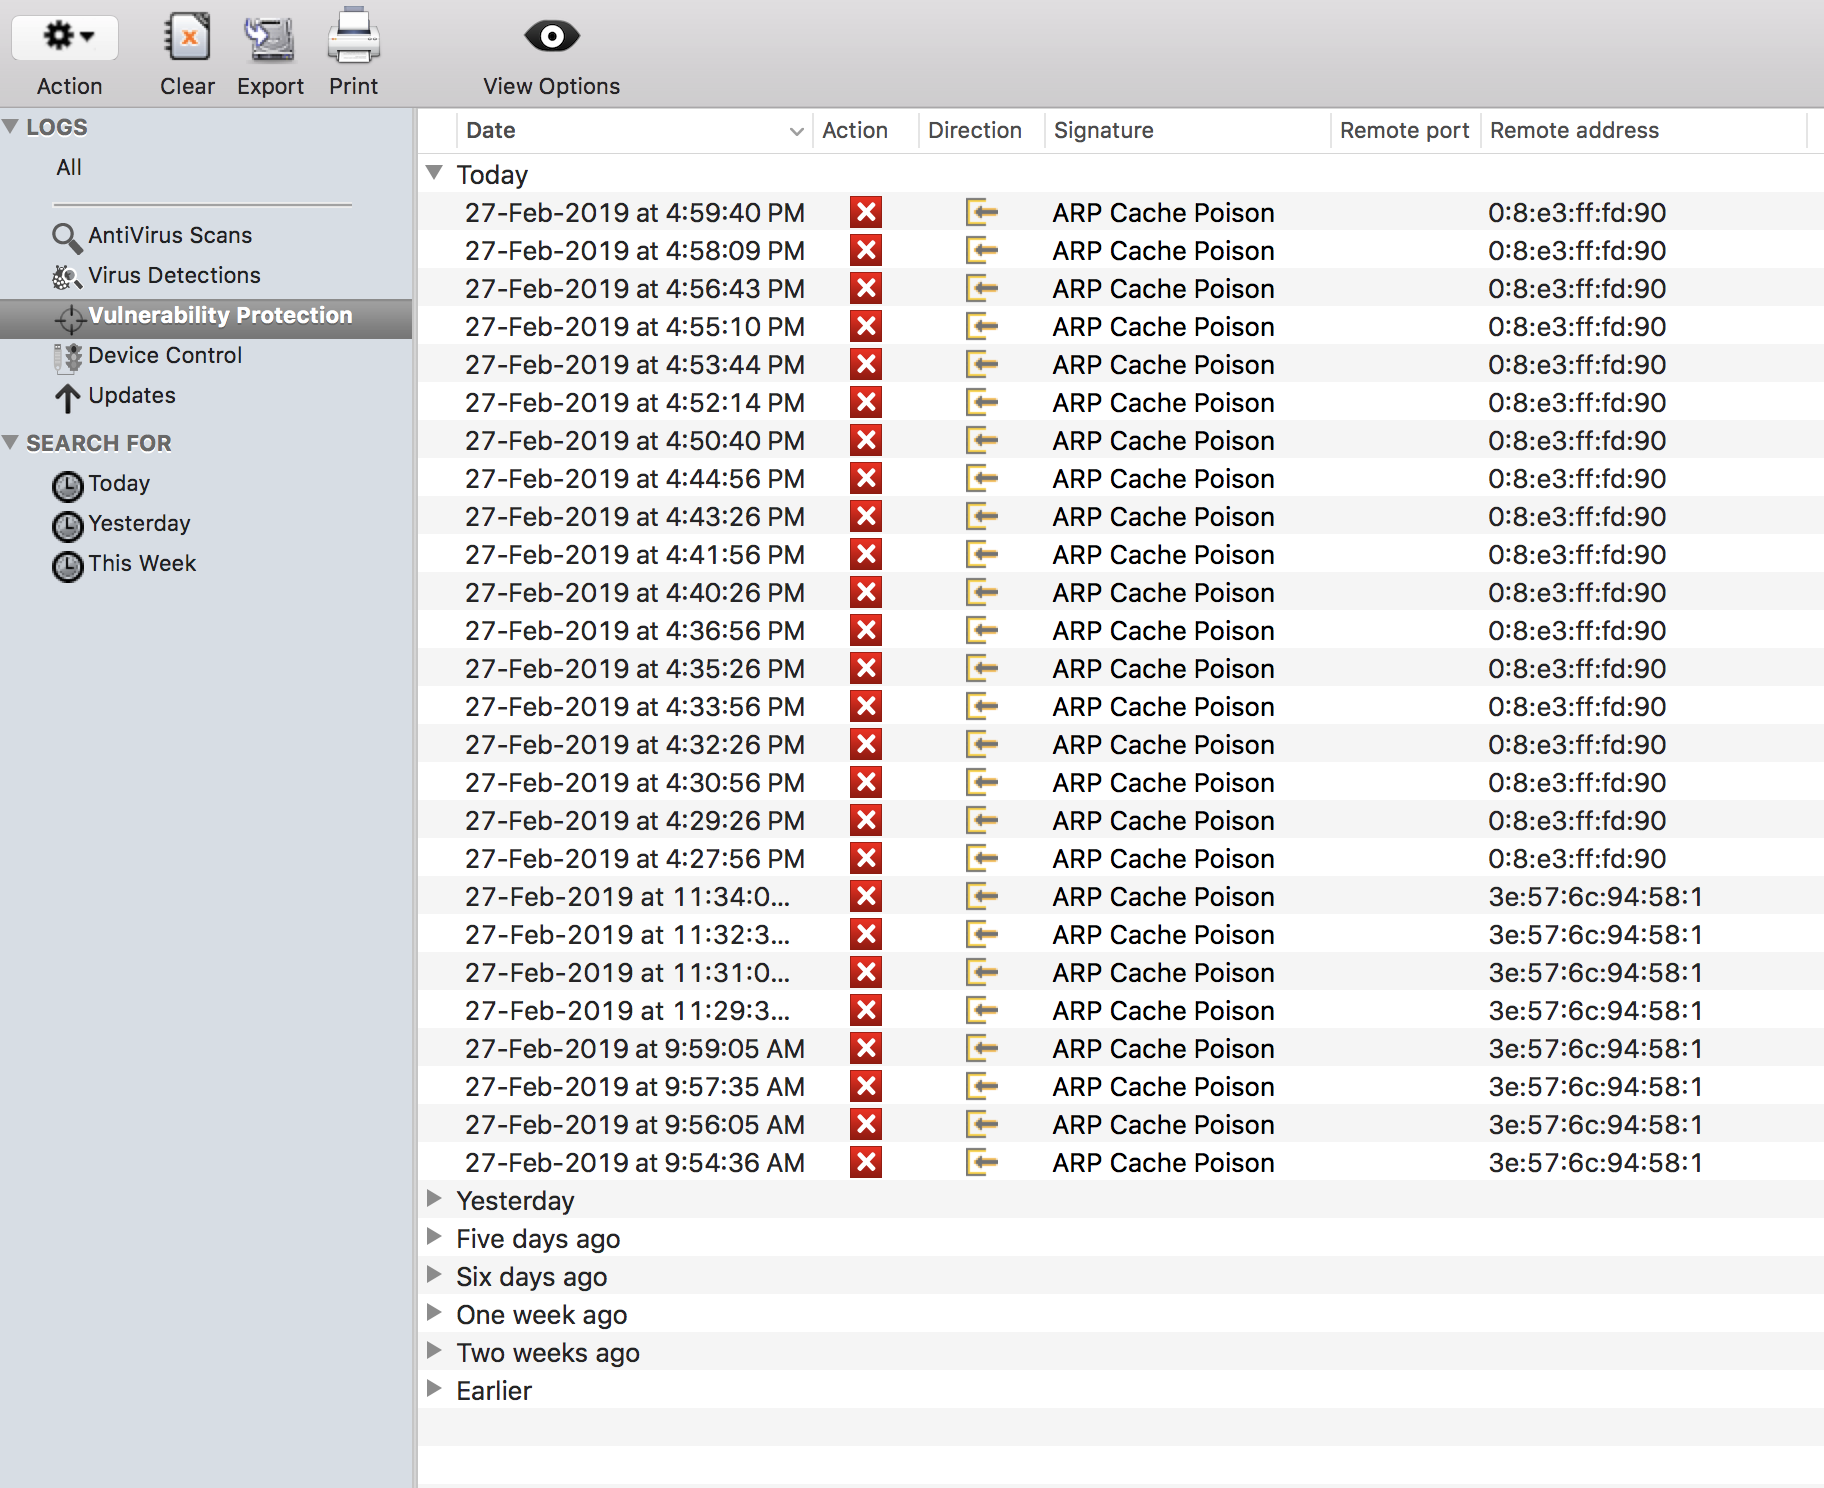 Action Clear Export Print View Options
LOGS
All
AntiVirus Scans
Virus Detections
Vulnerability Protection
Device Control
Updates
SEARCH FOR
Today
Yesterday
This Week
Date Action Direction Signature Remote port Remote address
Today
27-Feb-2019 at 4:59:40 PM ARP Cache Poison 0:8:e3:ff:fd:90
27-Feb-2019 at 4:58:09 PM ARP Cache Poison 0:8:e3:ff:fd:90
27-Feb-2019 at 4:56:43 PM ARP Cache Poison 0:8:e3:ff:fd:90
27-Feb-2019 at 4:55:10 PM ARP Cache Poison 0:8:e3:ff:fd:90
27-Feb-2019 at 4:53:44 PM ARP Cache Poison 0:8:e3:ff:fd:90
27-Feb-2019 at 4:52:14 PM ARP Cache Poison 0:8:e3:ff:fd:90
27-Feb-2019 at 4:50:40 PM ARP Cache Poison 0:8:e3:ff:fd:90
27-Feb-2019 at 4:44:56 PM ARP Cache Poison 0:8:e3:ff:fd:90
27-Feb-2019 at 4:43:26 PM ARP Cache Poison 0:8:e3:ff:fd:90
27-Feb-2019 at 4:41:56 PM ARP Cache Poison 0:8:e3:ff:fd:90
27-Feb-2019 at 4:40:26 PM ARP Cache Poison 0:8:e3:ff:fd:90
27-Feb-2019 at 4:36:56 PM ARP Cache Poison 0:8:e3:ff:fd:90
27-Feb-2019 at 4:35:26 PM ARP Cache Poison 0:8:e3:ff:fd:90
27-Feb-2019 at 4:33:56 PM ARP Cache Poison 0:8:e3:ff:fd:90
27-Feb-2019 at 4:32:26 PM ARP Cache Poison 0:8:e3:ff:fd:90
27-Feb-2019 at 4:30:56 PM ARP Cache Poison 0:8:e3:ff:fd:90
27-Feb-2019 at 4:29:26 PM ARP Cache Poison 0:8:e3:ff:fd:90
27-Feb-2019 at 4:27:56 PM ARP Cache Poison 0:8:e3:ff:fd:90
27-Feb-2019 at 11:34:0... ARP Cache Poison 3e:57:6c:94:58:1
27-Feb-2019 at 11:32:3... ARP Cache Poison 3e:57:6c:94:58:1
27-Feb-2019 at 11:31:0... ARP Cache Poison 3e:57:6c:94:58:1
27-Feb-2019 at 11:29:3... ARP Cache Poison 3e:57:6c:94:58:1
27-Feb-2019 at 9:59:05 AM ARP Cache Poison 3e:57:6c:94:58:1
27-Feb-2019 at 9:57:35 AM ARP Cache Poison 3e:57:6c:94:58:1
27-Feb-2019 at 9:56:05 AM ARP Cache Poison 3e:57:6c:94:58:1
27-Feb-2019 at 9:54:36 AM ARP Cache Poison 3e:57:6c:94:58:1
Yesterday
Five days ago
Six days ago
One week ago
Two weeks ago
Earlier